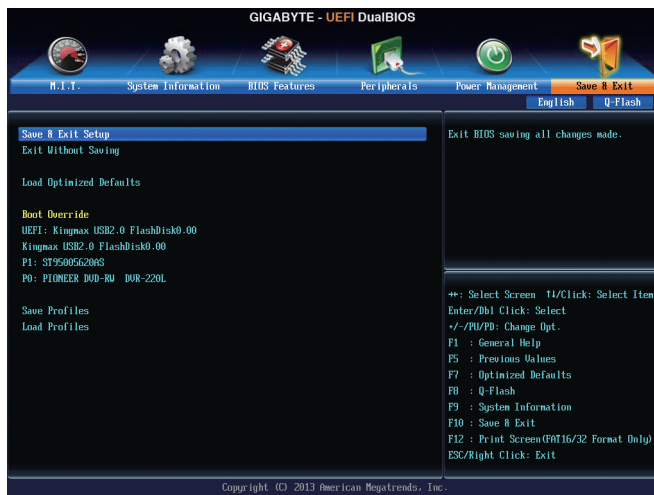 GIGABYTE - UEFI DualBIOS
M.I.T.
System Information
BIOS Features
Peripherals
Power Management
Save & Exit
English
Q-Flash
Save & Exit Setup
Exit Without Saving
Load Optimized Defaults
Boot Override
UEFI: Kingmax USB2.0 FlashDisk0.00
Kingmax USB2.0 FlashDisk0.00
P1: ST95005620AS
P0: PIONEER DVD-RW DVR-220L
Save Profiles
Load Profiles
Exit BIOS saving all changes made.
→←: Select Screen ↑↓/Click: Select Item
Enter/Dbl Click: Select
+/-/PU/PD: Change Opt.
F1 : General Help
F5 : Previous Values
F7 : Optimized Defaults
F8 : Q-Flash
F9 : System Information
F10 : Save & Exit
F12 : Print Screen(FAT16/32 Format Only)
ESC/Right Click: Exit
Copyright (C) 2013 American Megatrends, Inc.